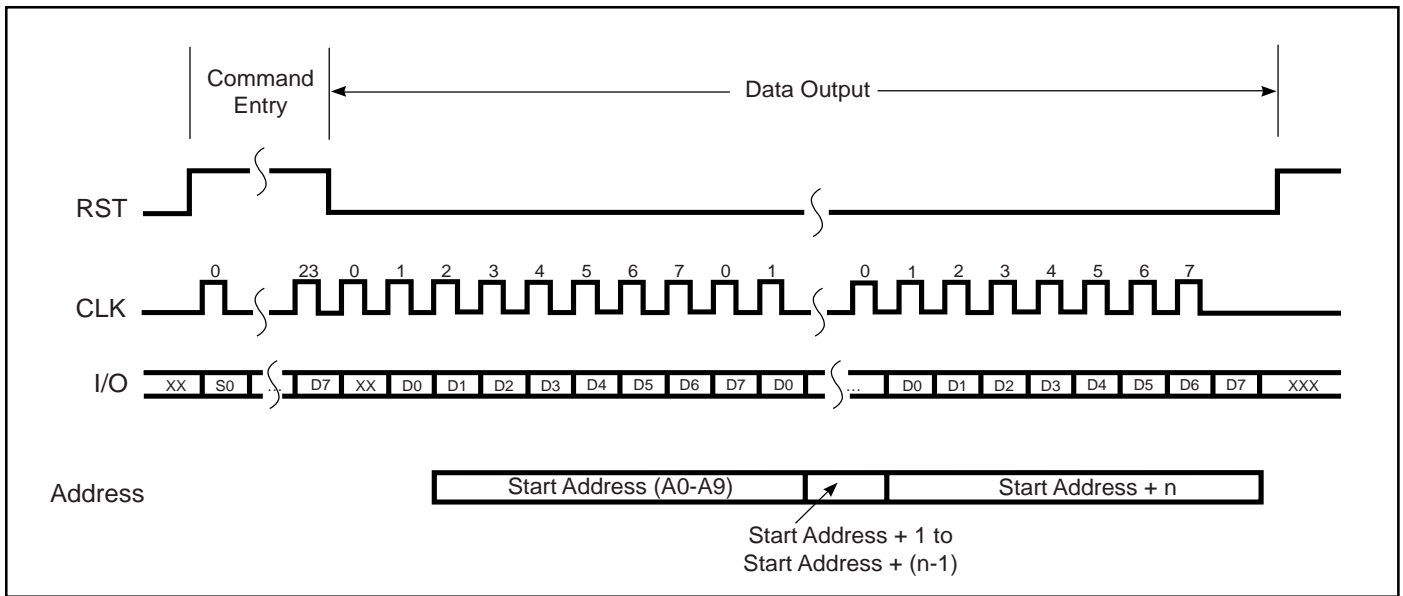 Command
Entry
Data Output
RST
0 23 0 1 2 3 4 5 6 7 0 1 0 1 2 3 4 5 6 7
CLK
I/O XX S0 ... D7 XX D0 D1 D2 D3 D4 D5 D6 D7 D0 ... D0 D1 D2 D3 D4 D5 D6 D7 XXX
Address Start Address (A0-A9) Start Address + n
Start Address + 1 to
Start Address + (n-1)